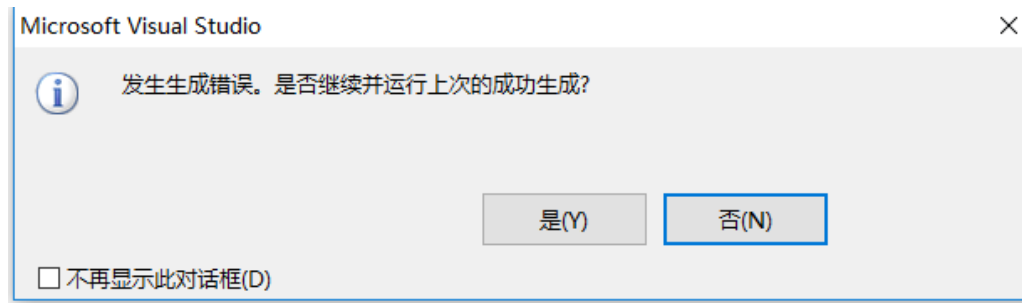 Microsoft Visual Studio
发生生成错误。是否继续并运行上次的成功生成?
是(Y)
否(N)
不再显示此对话框(D)